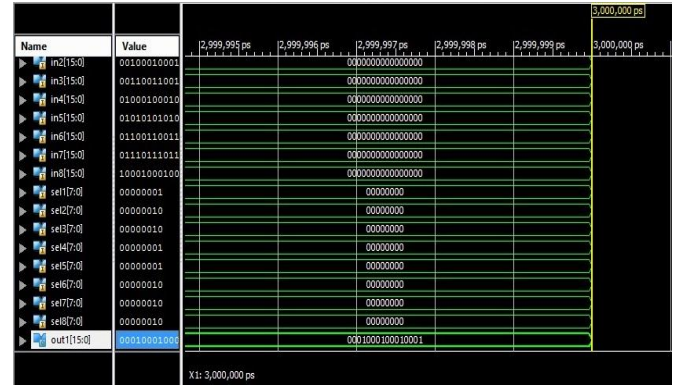 3,000,000 ps
Name Value 2,999,995 ps 2,999,996 ps 2,999,997 ps 2,999,998 ps 2,999,999 ps 3,000,000 ps
in2[15:0] 00100010001 0000000000000000
in3[15:0] 00110011001 0000000000000000
in4[15:0] 01000100010 0000000000000000
in5[15:0] 01010101010 0000000000000000
in6[15:0] 01100110011 0000000000000000
in7[15:0] 01110111011 0000000000000000
in8[15:0] 10001000100 0000000000000000
sel1[7:0] 00000001 00000000
sel2[7:0] 00000010 00000000
sel3[7:0] 00000010 00000000
sel4[7:0] 00000001 00000000
sel5[7:0] 00000001 00000000
sel6[7:0] 00000010 00000000
sel7[7:0] 00000010 00000000
sel8[7:0] 00000010 00000000
out1[15:0] 00010001000 0001000100010001
X1: 3,000,000 ps